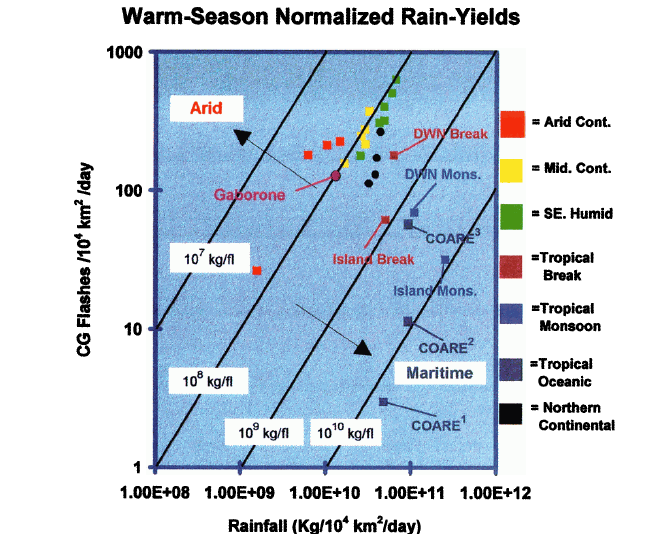 Warm-Season Normalized Rain-Yields
1000
Arid
= Arid Cont.
DWN Break
= Mid. Cont.
DWN Mons.
100
Gaborone
= SE. Humid
COARE³
10⁷ kg/fl
Island Break
=Tropical
Break
Island Mons.
=Tropical
Monsoon
10
COARE²
10⁸ kg/fl
Maritime
=Tropical
Oceanic
10⁹ kg/fl
10¹⁰ kg/fl
COARE¹
= Northern
Continental
1
CG Flashes /10⁴ km² /day
1.00E+08
1.00E+09
1.00E+10
1.00E+11
1.00E+12
Rainfall (Kg/10⁴ km²/day)